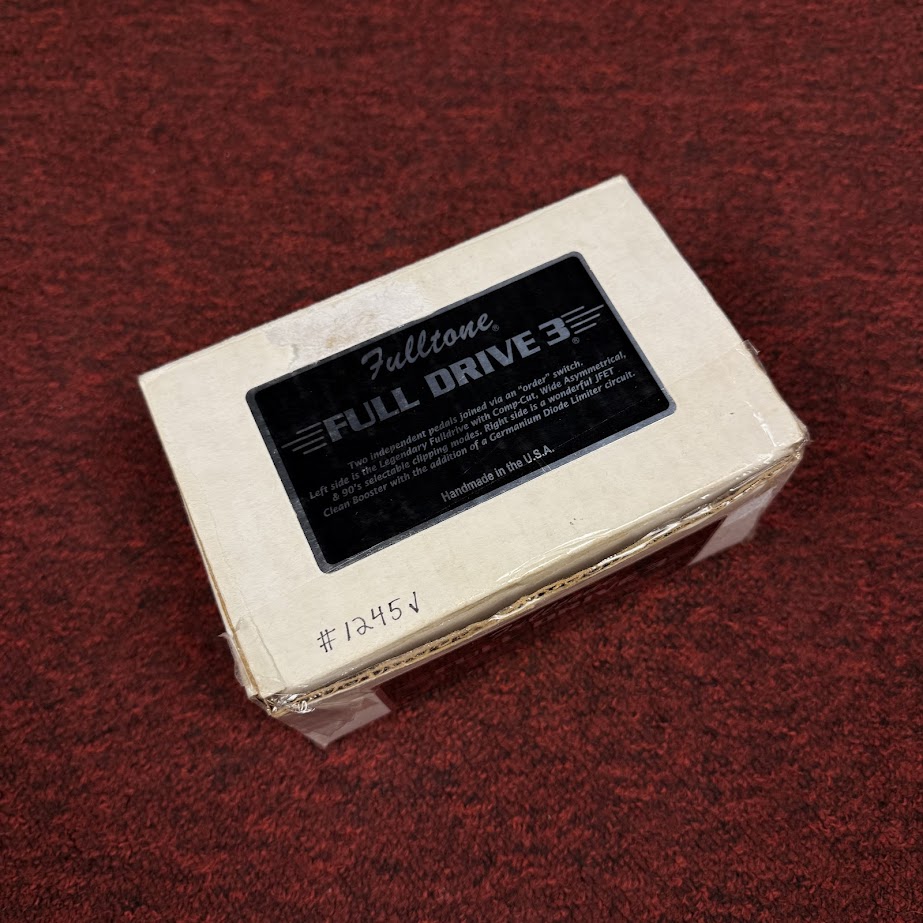 Fulltone®
FULL DRIVE 3®
Two independent pedals joined via an "order" switch.
Left side is the Legendary Fulldrive with Comp-Cut, Wide Asymmetrical,
& 90's selectable clipping modes. Right side is a wonderful JFET
Clean Booster with the addition of a Germanium Diode Limiter circuit.
Handmade in the U.S.A.
#1245✓